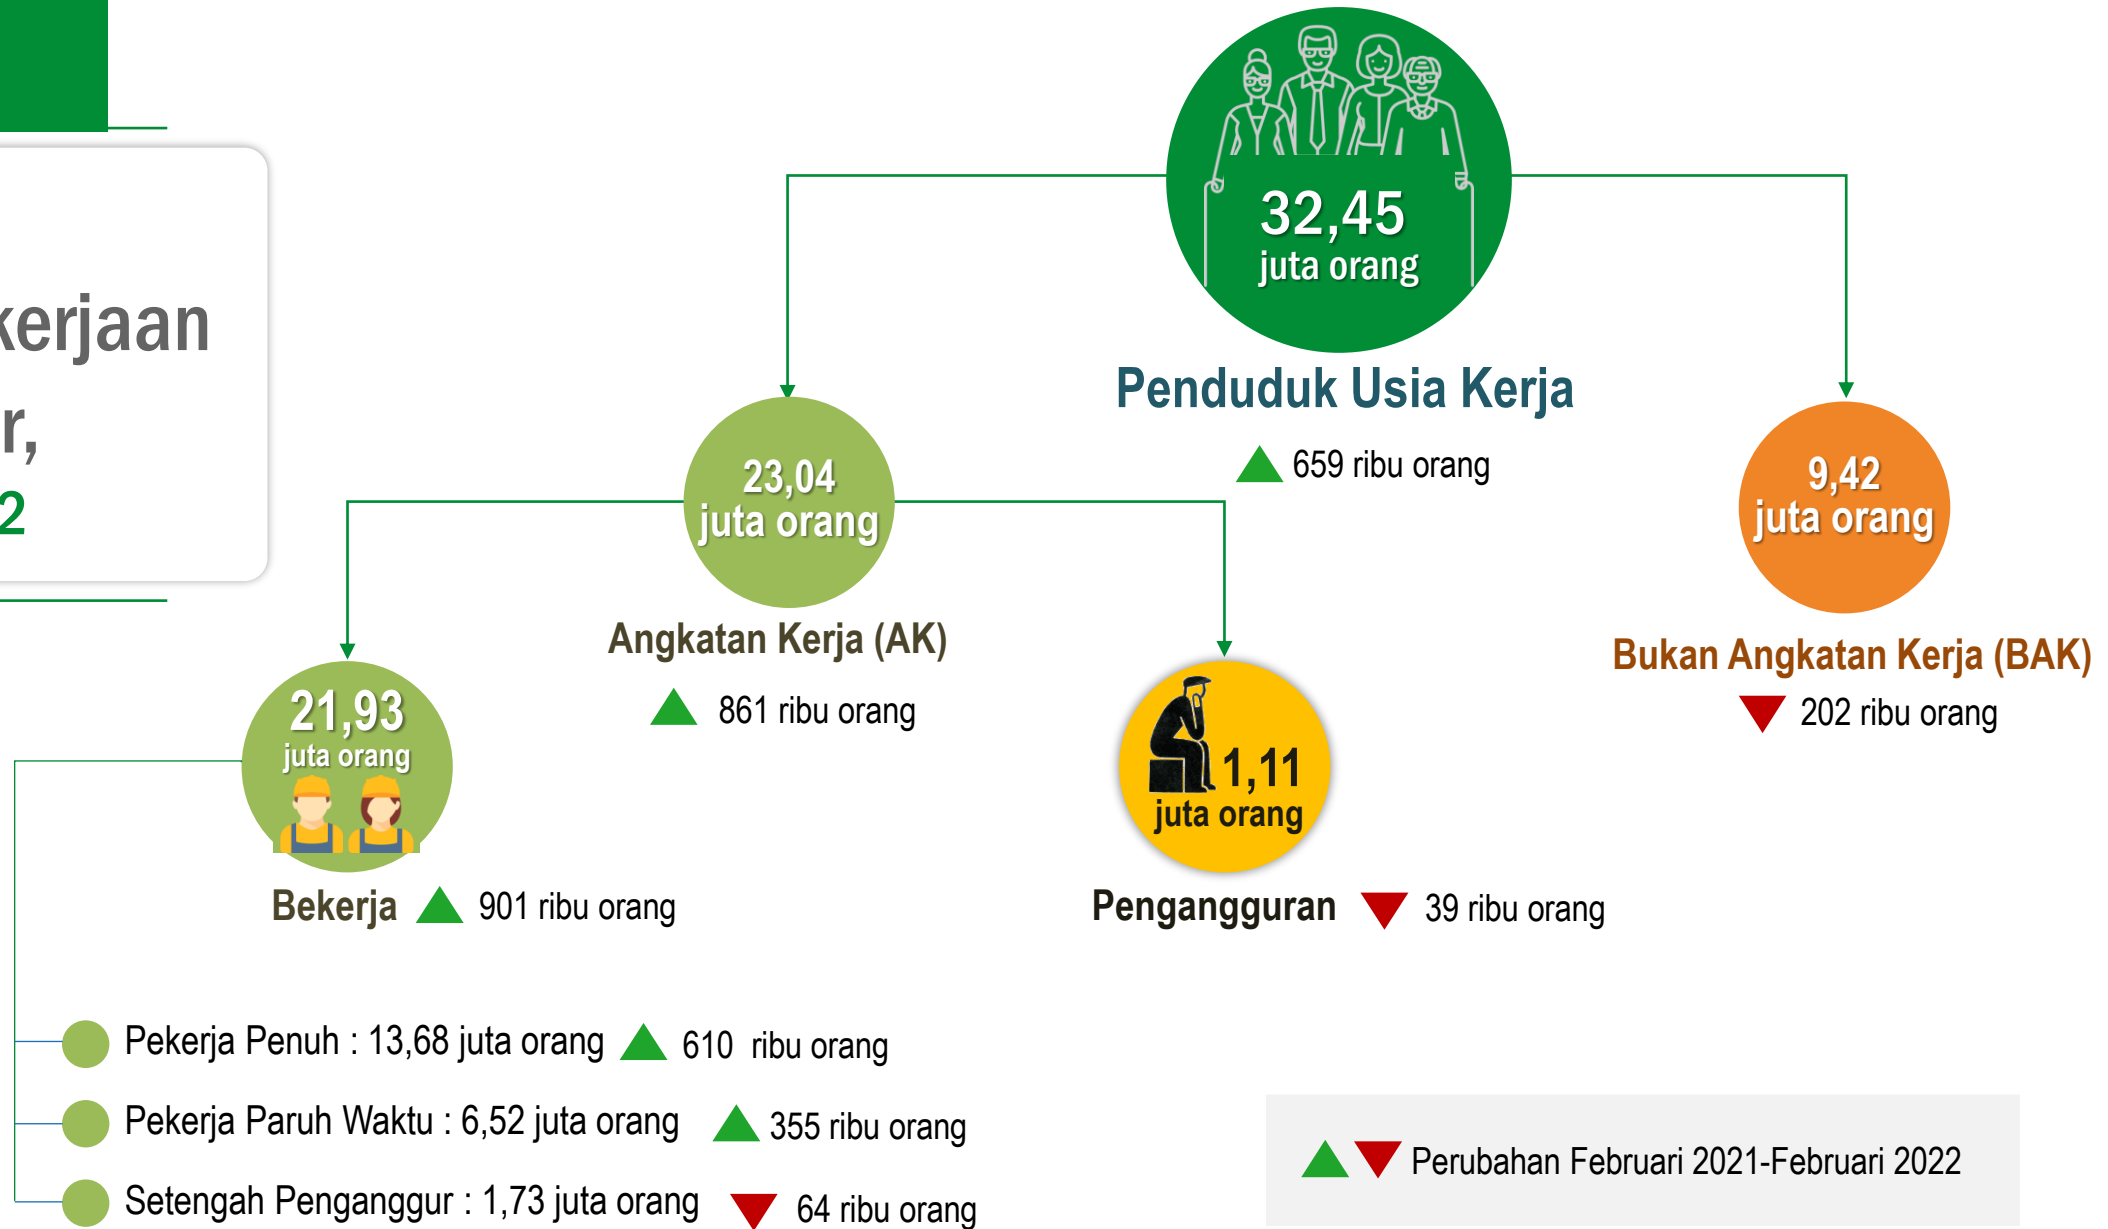 kerjaan
r,
2
32,45
juta orang
Penduduk Usia Kerja
659 ribu orang
23,04
juta orang
Angkatan Kerja (AK)
861 ribu orang
9,42
juta orang
Bukan Angkatan Kerja (BAK)
202 ribu orang
21,93
juta orang
Bekerja 901 ribu orang
1,11
juta orang
Pengangguran 39 ribu orang
Pekerja Penuh : 13,68 juta orang 610 ribu orang
Pekerja Paruh Waktu : 6,52 juta orang 355 ribu orang
Setengah Penganggur : 1,73 juta orang 64 ribu orang
Perubahan Februari 2021-Februari 2022